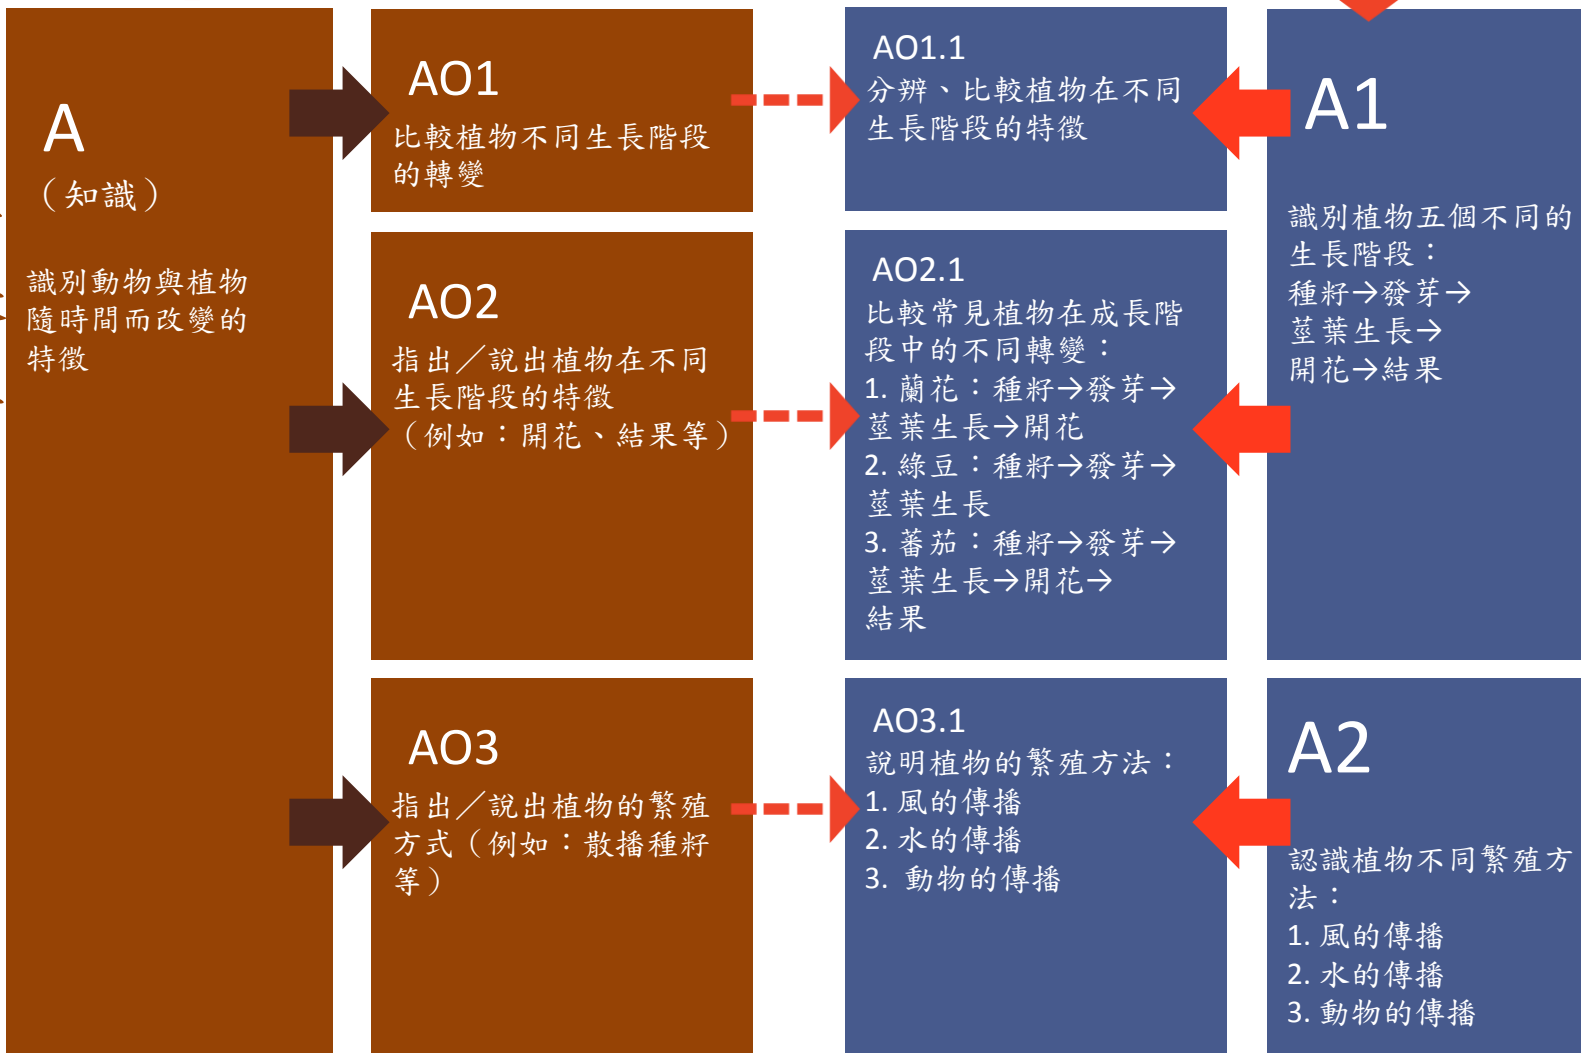 A
（知識）
識別動物與植物
隨時間而改變的
特徵
AO1
比較植物不同生長階段
的轉變
AO2
指出／說出植物在不同
生長階段的特徵
（例如：開花、結果等）
AO3
指出／說出植物的繁殖
方式（例如：散播種籽
等）
AO1.1
分辨、比較植物在不同
生長階段的特徵
AO2.1
比較常見植物在成長階
段中的不同轉變：
1. 蘭花：種籽→發芽→
莖葉生長→開花
2. 綠豆：種籽→發芽→
莖葉生長
3. 蕃茄：種籽→發芽→
莖葉生長→開花→
結果
AO3.1
說明植物的繁殖方法：
1. 風的傳播
2. 水的傳播
3. 動物的傳播
A1
識別植物五個不同的
生長階段：
種籽→發芽→
莖葉生長→
開花→結果
A2
認識植物不同繁殖方
法：
1. 風的傳播
2. 水的傳播
3. 動物的傳播